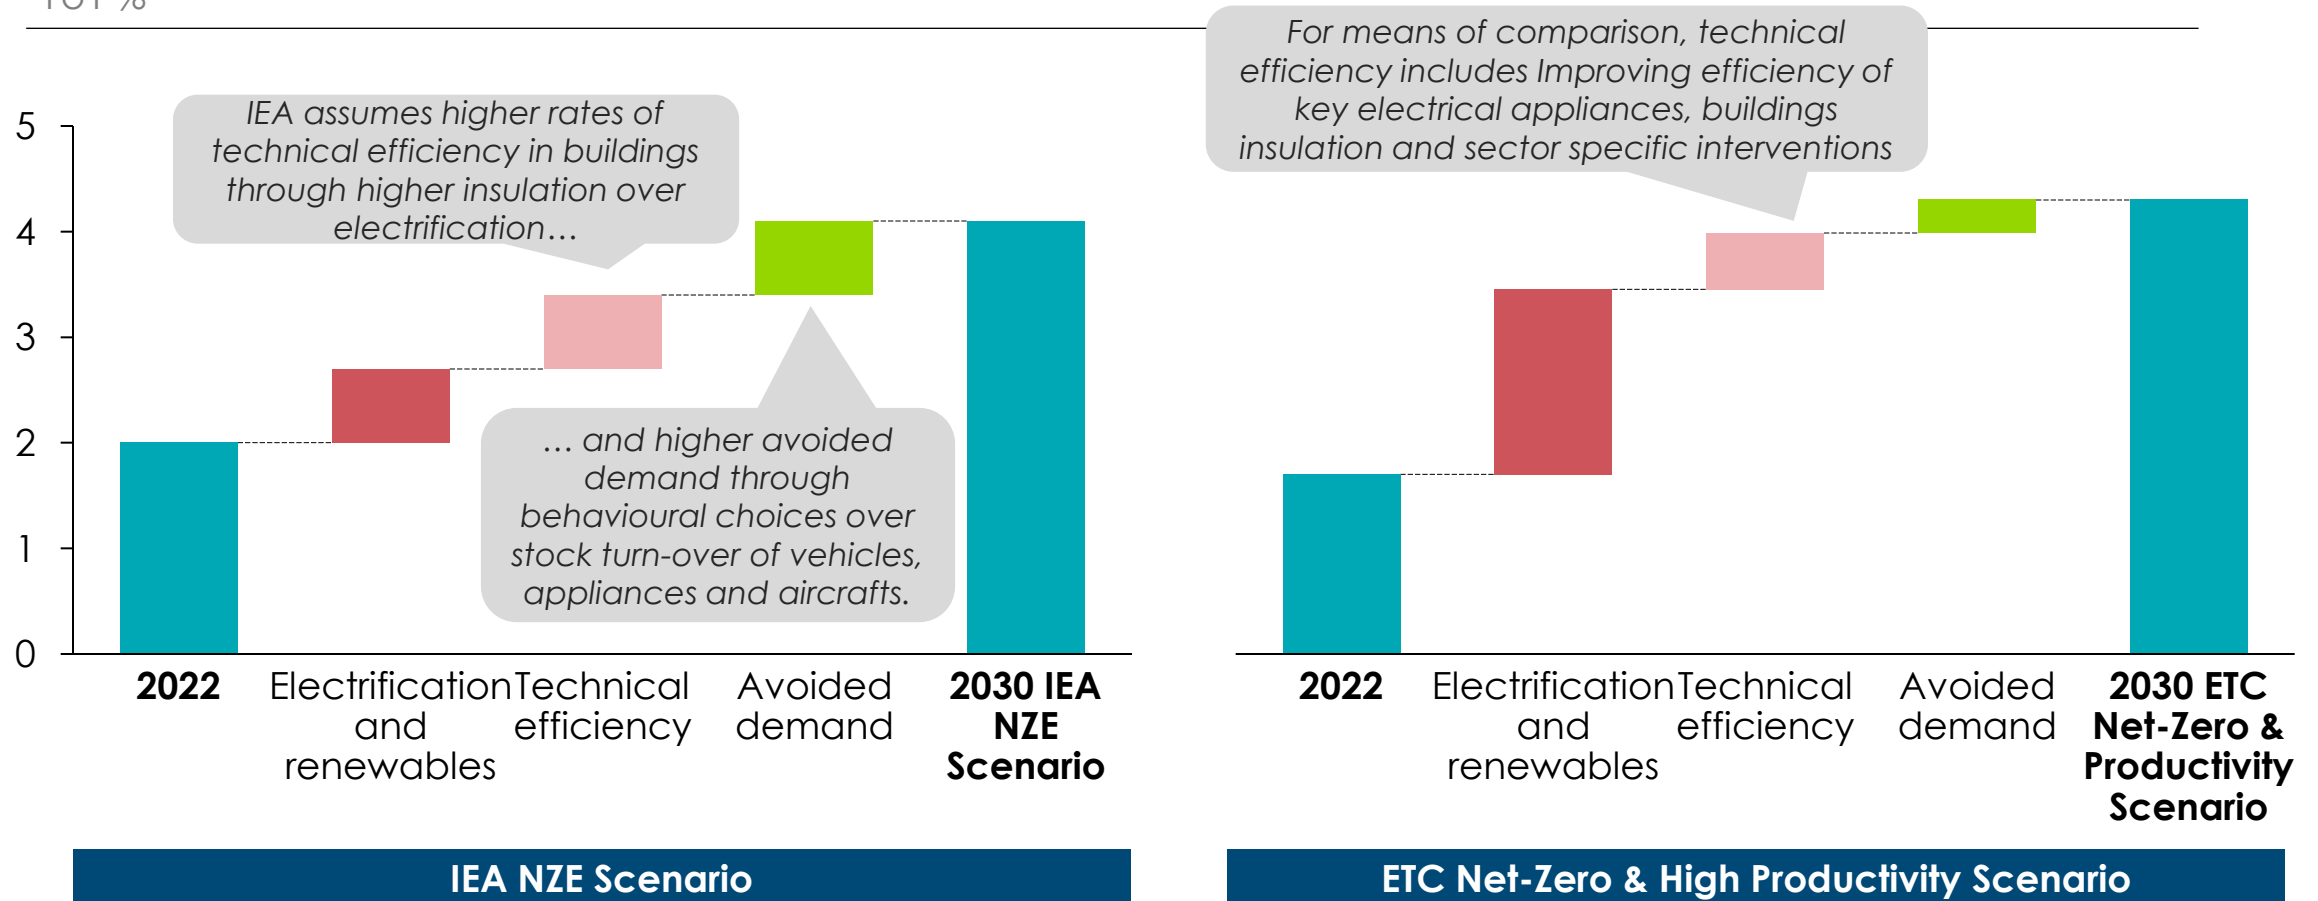 For means of comparison, technical
efficiency includes Improving efficiency of
key electrical appliances, buildings
insulation and sector specific interventions
IEA assumes higher rates of
technical efficiency in buildings
through higher insulation over
electrification…
… and higher avoided
demand through
behavioural choices over
stock turn-over of vehicles,
appliances and aircrafts.
5
4
3
2
1
0
2022
Electrification
and
renewables
Technical
efficiency
Avoided
demand
2030 IEA
NZE
Scenario
2022
Electrification
and
renewables
Technical
efficiency
Avoided
demand
2030 ETC
Net-Zero &
Productivity
Scenario
IEA NZE Scenario
ETC Net-Zero & High Productivity Scenario